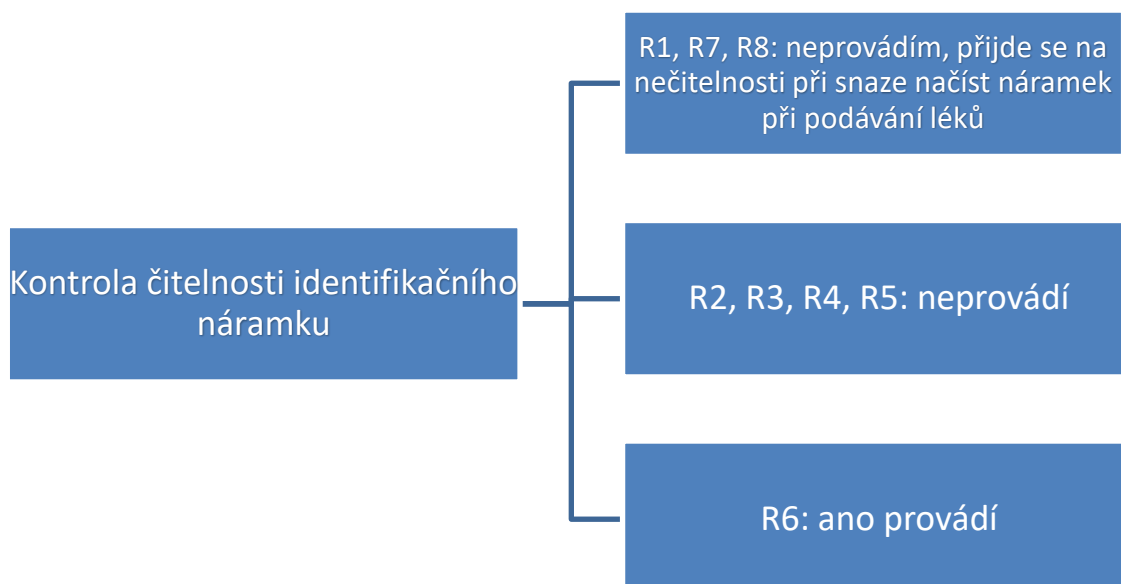 Kontrola čitelnosti identifikačního
náramku
R1, R7, R8: neprovádím, přijde se na
nečitelnosti při snaze načíst náramek
při podávání léků
R2, R3, R4, R5: neprovádí
R6: ano provádí